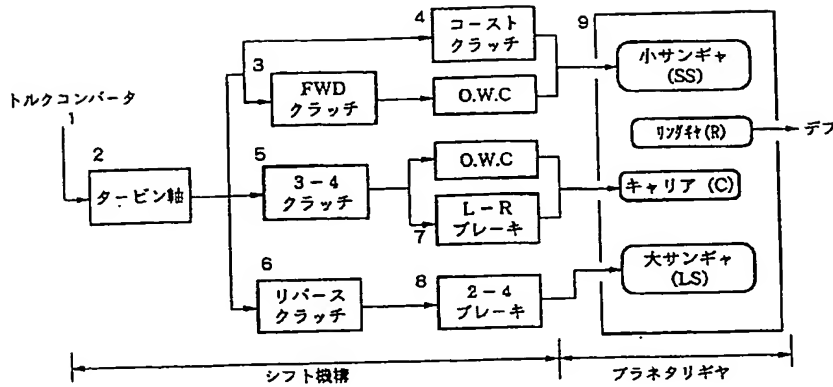 4
コースト
クラッチ
9
小サンギャ
(SS)
3
FWD
クラッチ
O.W.C
トルクコンバータ
1
リングギヤ(R)
デフ
2
タービン軸
5
3-4
クラッチ
O.W.C
キャリア (C)
7
L-R
ブレーキ
6
リバース
クラッチ
8
2-4
ブレーキ
大サンギャ
(LS)
シフト機構
プラネタリギヤ